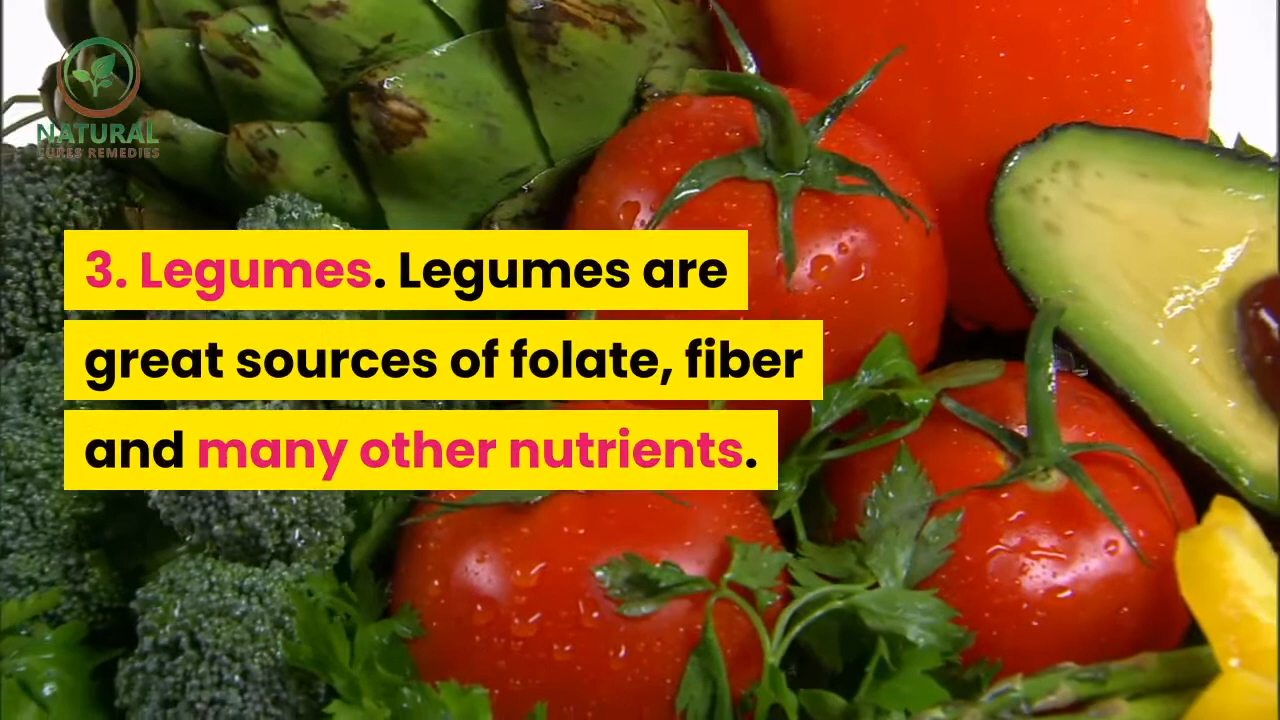 NATURAL
CURES REMEDIES
3. Legumes. Legumes are
great sources of folate, fiber
and many other nutrients.